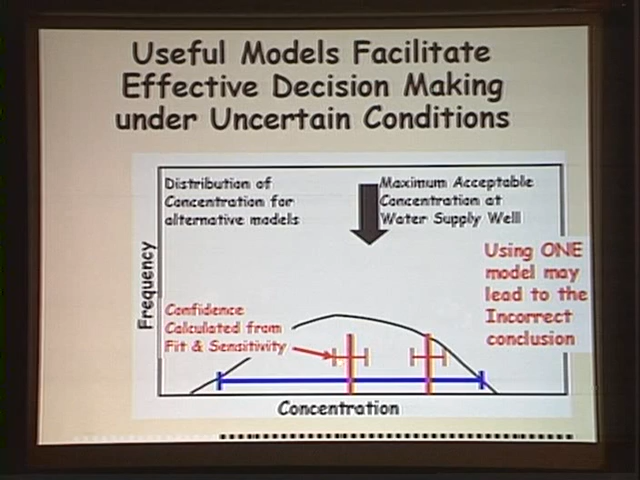 Useful Models Facilitate
Effective Decision Making
under Uncertain Conditions
Distribution of
Concentration for
alternative models
Maximum Acceptable
Concentration at
Water Supply Well
Using ONE
model may
lead to the
Incorrect
conclusion
Frequency
Confidence
Calculated from
Fit & Sensitivity
Concentration